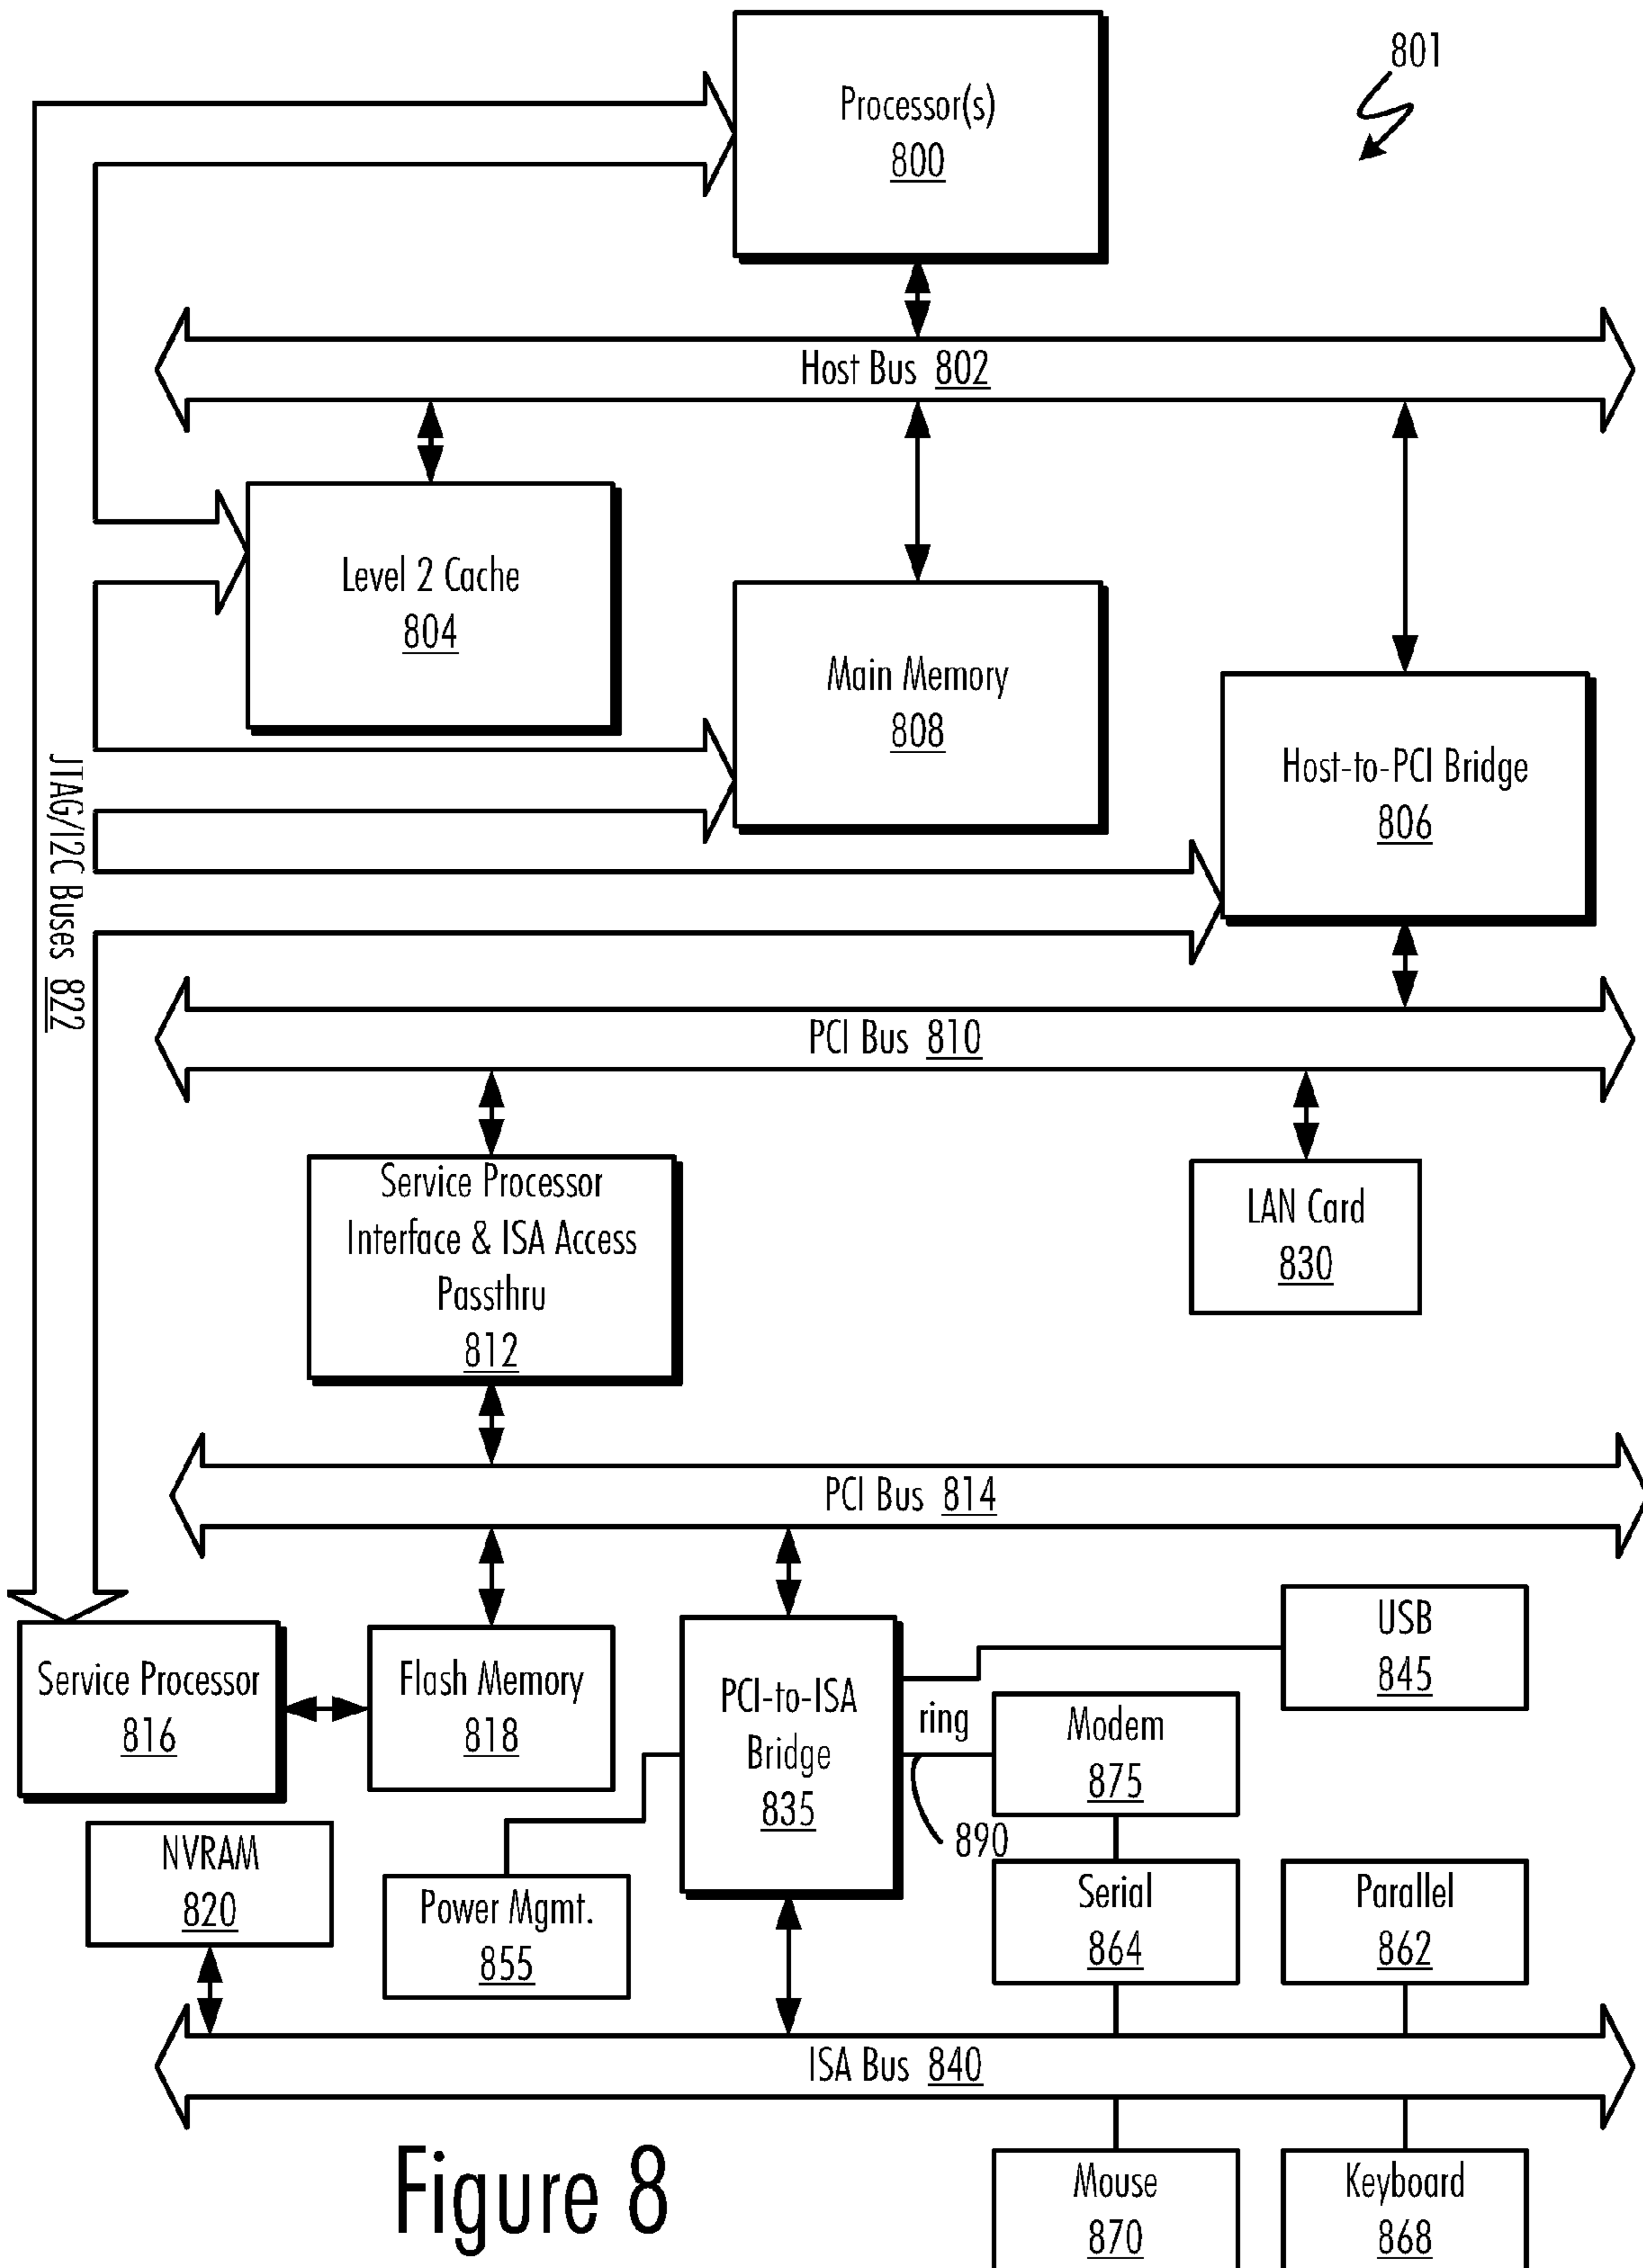 801
Processor(s)
800
Host Bus 802
Level 2 Cache
804
Main Memory
808
Host-to-PCI Bridge
806
JTAG/I2C Buses 822
PCI Bus 810
Service Processor
Interface & ISA Access
Passthru
812
LAN Card
830
PCI Bus 814
USB
845
Service Processor
816
Flash Memory
818
PCI-to-ISA
Bridge
835
ring
Modem
875
890
NVRAM
820
Power Mgmt.
855
Serial
864
Parallel
862
ISA Bus 840
Figure 8
Mouse
870
Keyboard
868